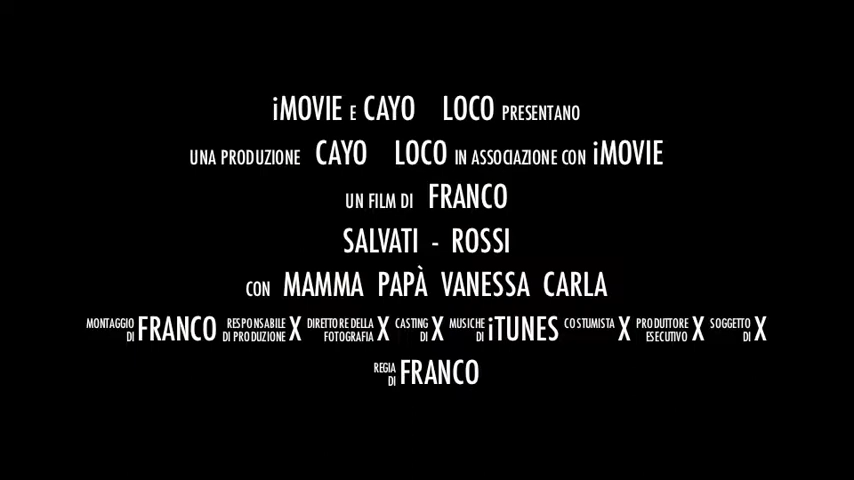 iMOVIE E CAYO LOCO PRESENTANO
UNA PRODUZIONE CAYO LOCO IN ASSOCIAZIONE CON iMOVIE
UN FILM DI FRANCO
SALVATI - ROSSI
CON MAMMA PAPÀ VANESSA CARLA
MONTAGGIO DI FRANCO RESPONSABILE DI PRODUZIONE X DIRETTORE DELLA FOTOGRAFIA X CASTING DI X MUSICHE DI iTUNES COSTUMISTA X PRODUTTORE ESECUTIVO X SOGGETTO DI X
REGIA DI FRANCO